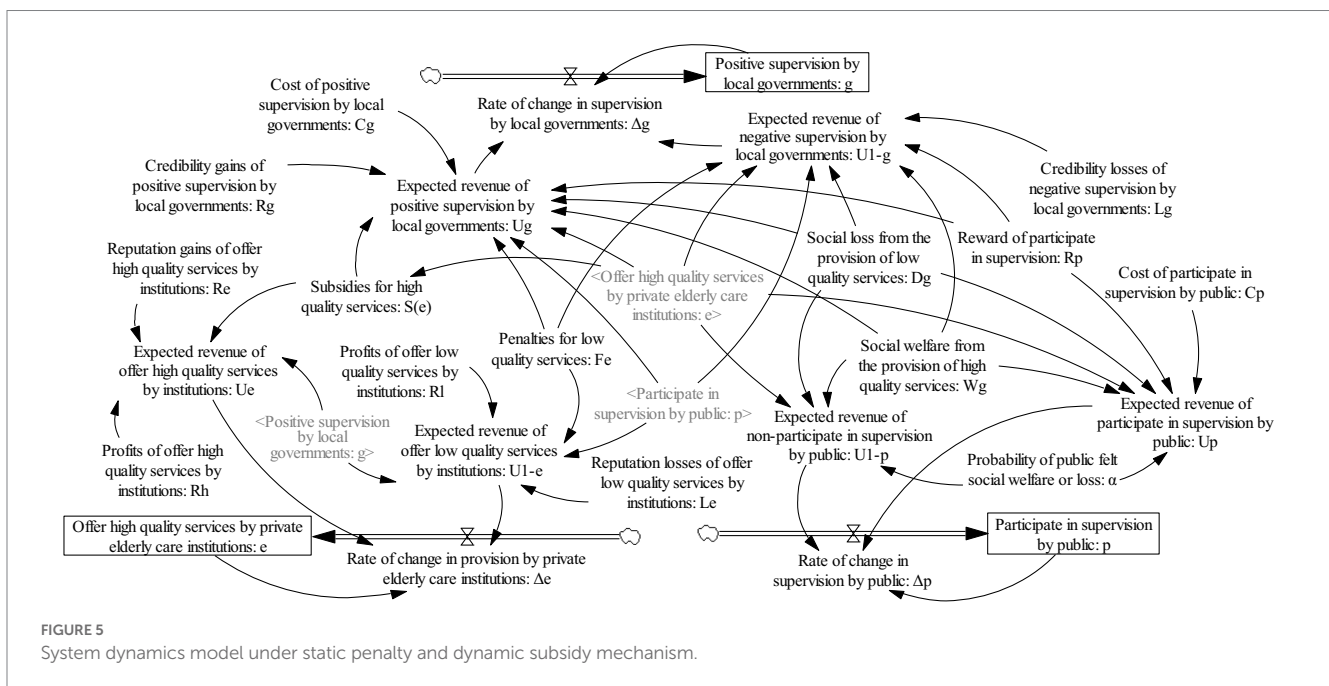 Positive supervision by
local governments: g
Cost of positive
supervision by local
governments: Cg
Rate of change in supervision
by local governments: Δg
Expected revenue of
negative supervision by
local governments: U1-g
Credibility gains of
positive supervision by
local governments: Rg
Expected revenue of
positive supervision by
local governments: Ug
Credibility losses of
negative supervision by
local governments: Lg
Reputation gains of offer
high quality services by
institutions: Re
Subsidies for high
quality services: S(e)
<Offer high quality services
by private elderly care
institutions: e>
Social loss from the
provision of low
quality services: Dg
Reward of participate
in supervision: Rp
Cost of participate in
supervision by public: Cp
Expected revenue of
offer high quality services
by institutions: Ue
Profits of offer low
quality services by
institutions: Rl
Penalties for low
quality services: Fe
Social welfare from
the provision of high
quality services: Wg
<Positive supervision
by local
governments: g>
<Participate in
supervision by public: p>
Profits of offer high
quality services by
institutions: Rh
Expected revenue of
offer low quality services
by institutions: U1-e
Expected revenue of
non-participate in supervision
by public: U1-p
Expected revenue of
participate in supervision by
public: Up
Reputation losses of offer
low quality services by
institutions: Le
Probability of public felt
social welfare or loss: α
Offer high quality services by private
elderly care institutions: e
Rate of change in provision by private
elderly care institutions: Δe
Rate of change in
supervision by public: Δp
Participate in supervision
by public: p
FIGURE 5
System dynamics model under static penalty and dynamic subsidy mechanism.